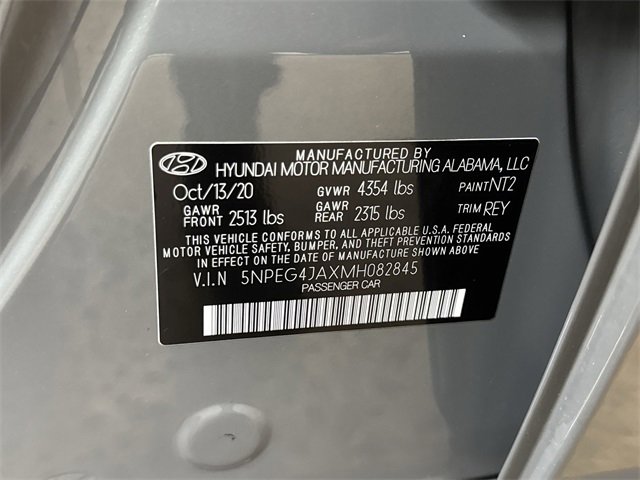 MANUFACTURED BY
HYUNDAI MOTOR MANUFACTURING ALABAMA, LLC
Oct/13/20 GVWR 4354 lbs PAINT NT2
GAWR FRONT 2513 lbs GAWR REAR 2315 lbs TRIM REY
THIS VEHICLE CONFORMS TO ALL APPLICABLE U.S.A. FEDERAL
MOTOR VEHICLE SAFETY, BUMPER, AND THEFT PREVENTION STANDARDS
IN EFFECT ON THE DATE OF MANUFACTURE SHOWN ABOVE
V.I.N 5NPEG4JAXMH082845
PASSENGER CAR